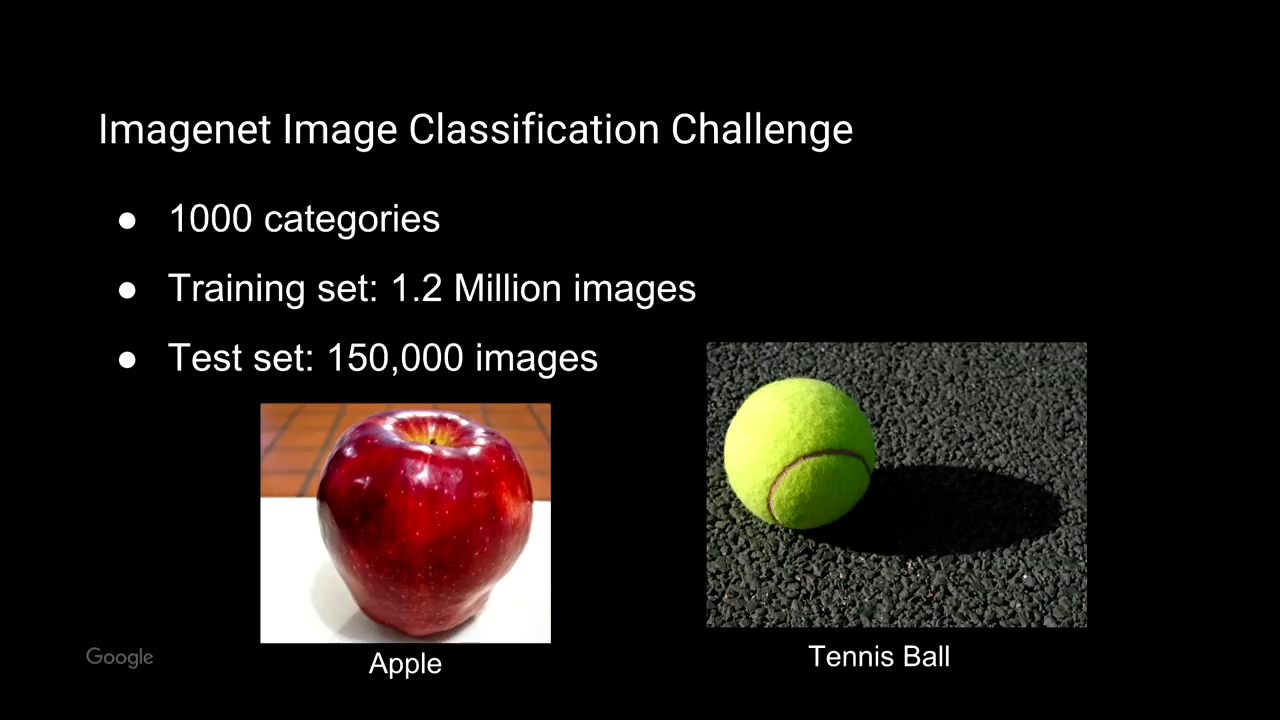 Imagenet Image Classification Challenge
● 1000 categories
● Training set: 1.2 Million images
● Test set: 150,000 images
Apple
Tennis Ball
Google